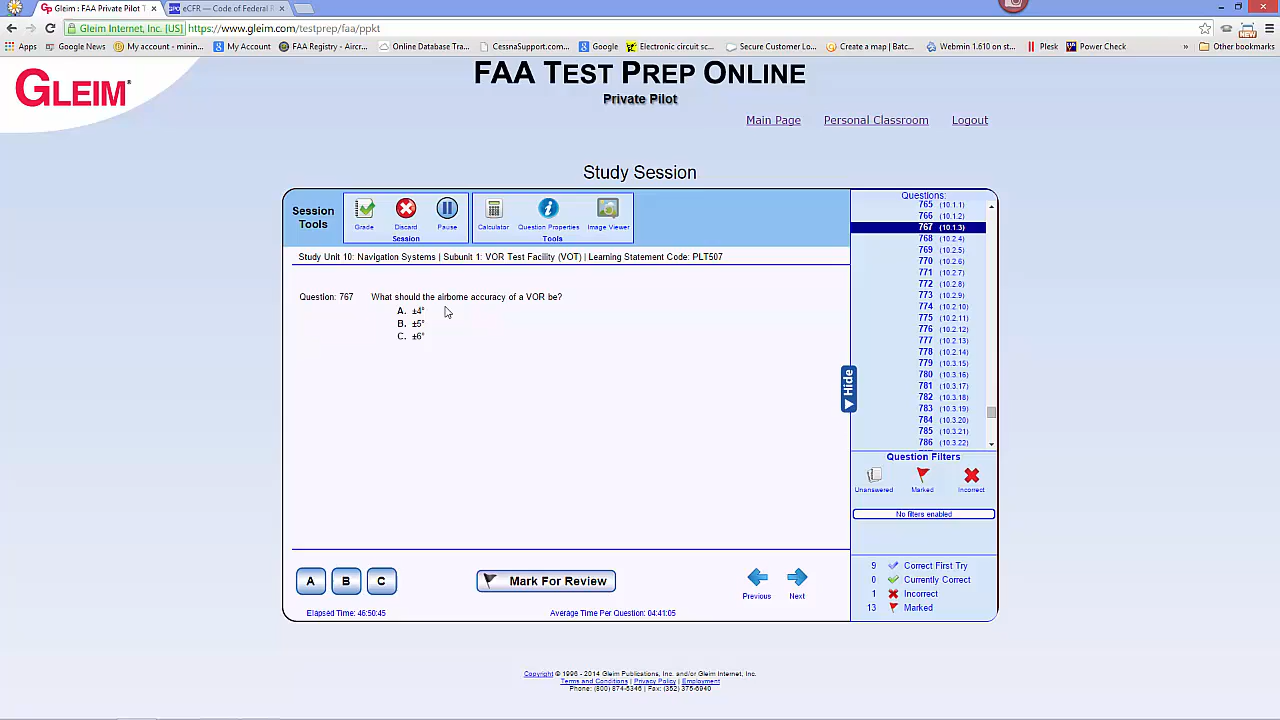 Gleim : FAA Private Pilot T
eCFR — Code of Federal R
Gleim Internet, Inc. [US] https://www.gleim.com/testprep/faa/ppkt
Apps Google News My account - minin... My Account FAA Registry - Aircr... Online Database Tra... CessnaSupport.com... Google Electronic circuit sc... Secure Customer Lo... Create a map | Batc... Webmin 1.610 on st... Plesk Power Check Other bookmarks
NEW
GLEIM®
FAA TEST PREP ONLINE
Private Pilot
Main Page Personal Classroom Logout
Study Session
Session Tools
Grade Discard Pause
Session
Calculator Question Properties Image Viewer
Tools
Study Unit 10: Navigation Systems | Subunit 1: VOR Test Facility (VOT) | Learning Statement Code: PLT507
Question: 767 What should the airborne accuracy of a VOR be?
A. ±4°
B. ±5°
C. ±6°
Hide
Questions:
765 (10.1.1)
766 (10.1.2)
767 (10.1.3)
768 (10.2.4)
769 (10.2.5)
770 (10.2.6)
771 (10.2.7)
772 (10.2.8)
773 (10.2.9)
774 (10.2.10)
775 (10.2.11)
776 (10.2.12)
777 (10.2.13)
778 (10.2.14)
779 (10.3.15)
780 (10.3.16)
781 (10.3.17)
782 (10.3.18)
783 (10.3.19)
784 (10.3.20)
785 (10.3.21)
786 (10.3.22)
Question Filters
Unanswered Marked Incorrect
No filters enabled
9 Correct First Try
0 Currently Correct
1 Incorrect
13 Marked
A B C
Mark For Review
Previous Next
Elapsed Time: 46:50:45 Average Time Per Question: 04:41:05
Copyright © 1996 - 2014 Gleim Publications, Inc. and/or Gleim Internet, Inc.
Terms and Conditions | Privacy Policy | Employment
Phone: (800) 874-5346 | Fax: (352) 375-6940